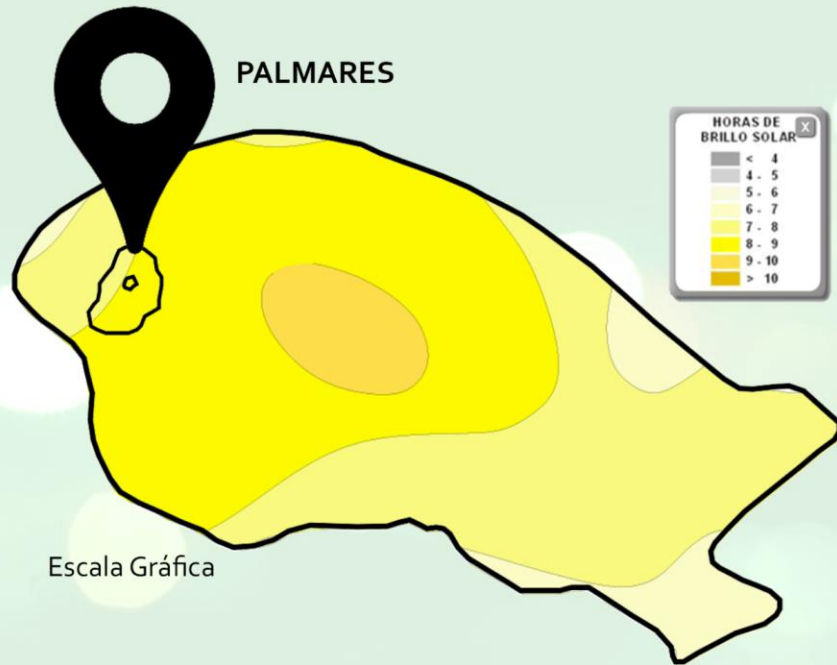 PALMARES
HORAS DE
BRILLO SOLAR
X
< 4
4 - 5
5 - 6
6 - 7
7 - 8
8 - 9
9 - 10
> 10
Escala Gráfica